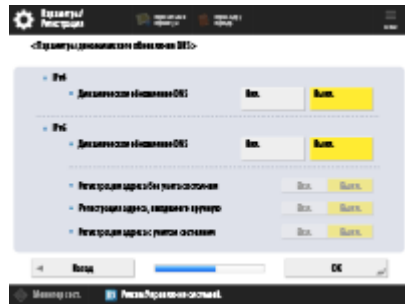 Параметры/
Регистрация
<Параметры динамического обновления DNS>
IPv4
Динамическое обновление DNS Вкл. Выкл.
IPv6
Динамическое обновление DNS Вкл. Выкл.
Регистрация адреса без учета состояния Вкл. Выкл.
Регистрация адреса, введенного вручную Вкл. Выкл.
Регистрация адреса с учетом состояния Вкл. Выкл.
Назад OK
Монитор сост.